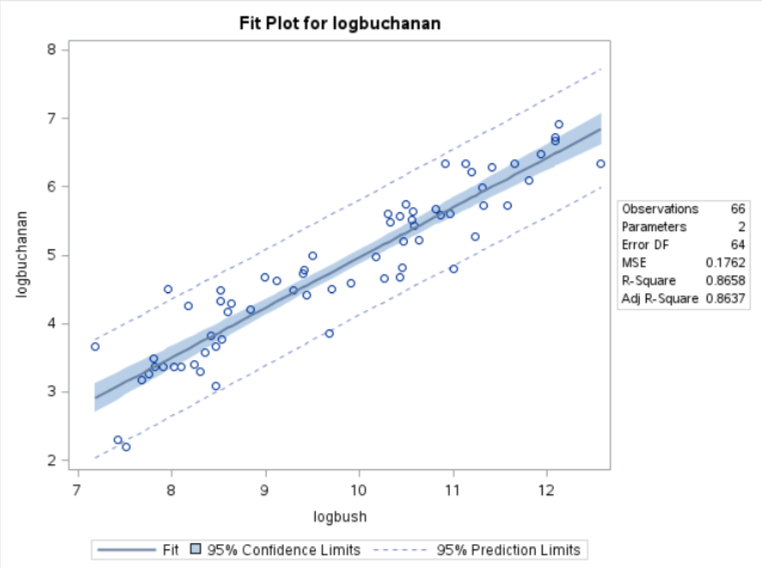 Fit Plot for logbuchanan
8
7
6
5
4
3
2
logbuchanan
7 8 9 10 11 12
logbush
Observations 66
Parameters 2
Error DF 64
MSE 0.1762
R-Square 0.8658
Adj R-Square 0.8637
Fit 95% Confidence Limits 95% Prediction Limits